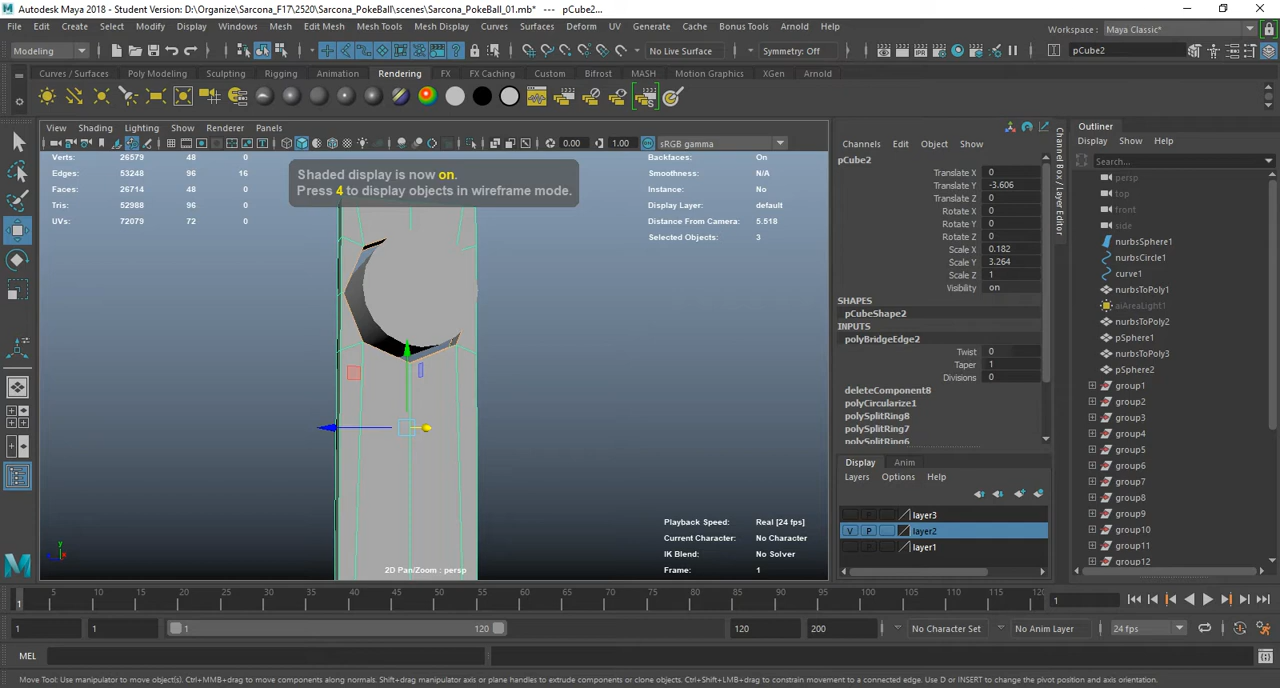 Autodesk Maya 2018 - Student Version: D:\Organize\Sarcona_F17\2520\Sarcona_PokeBall\scenes\Sarcona_PokeBall_01.mb* --- pCube2...
File Edit Create Select Modify Display Windows Mesh Edit Mesh Mesh Tools Mesh Display Curves Surfaces Deform UV Generate Cache Bonus Tools Arnold Help
Workspace: Maya Classic*
Modeling No Live Surface Symmetry: Off pCube2
Curves / Surfaces Poly Modeling Sculpting Rigging Rendering Animation FX FX Caching Custom Bifrost MASH Motion Graphics XGen Arnold
View Shading Lighting Show Renderer Panels
0.00 1.00 sRGB gamma
Verts: 26579 48 0
Edges: 53248 96 16
Faces: 26714 48 0
Tris: 52988 96 0
UVs: 72079 72 0
Shaded display is now on.
Press 4 to display objects in wireframe mode.
Backfaces: On
Smoothness: N/A
Instance: No
Display Layer: default
Distance From Camera: 5.518
Selected Objects: 3
Playback Speed: Real [24 fps]
Current Character: No Character
IK Blend: No Solver
Frame: 1
2D Pan/Zoom : persp
Channels Edit Object Show
pCube2
Translate X 0
Translate Y -3.606
Translate Z 0
Rotate X 0
Rotate Y 0
Rotate Z 0
Scale X 0.182
Scale Y 3.264
Scale Z 1
Visibility on
SHAPES
pCubeShape2
INPUTS
polyBridgeEdge2
Twist 0
Taper 1
Divisions 0
deleteComponent8
polyCircularize1
polySplitRing8
polySplitRing7
polySplitRing6
Channel Box / Layer Editor
Display Anim
Layers Options Help
layer3
V P layer2
layer1
Outliner
Display Show Help
Search...
persp
top
front
side
nurbsSphere1
nurbsCircle1
curve1
nurbsToPoly1
aiAreaLight1
nurbsToPoly2
pSphere1
nurbsToPoly3
pSphere2
group1
group2
group3
group4
group5
group6
group7
group8
group9
group10
group11
group12
1 5 10 15 20 25 30 35 40 45 50 55 60 65 70 75 80 85 90 95 100 105 110 115 120 1
1 1 1 120 120 200 No Character Set No Anim Layer 24 fps
MEL
Move Tool: Use manipulator to move object(s). Ctrl+MMB+drag to move components along normals. Shift+drag manipulator axis or plane handles to extrude components or clone objects. Ctrl+Shift+LMB+drag to constrain movement to a connected edge. Use D or INSERT to change the pivot position and axis orientation.